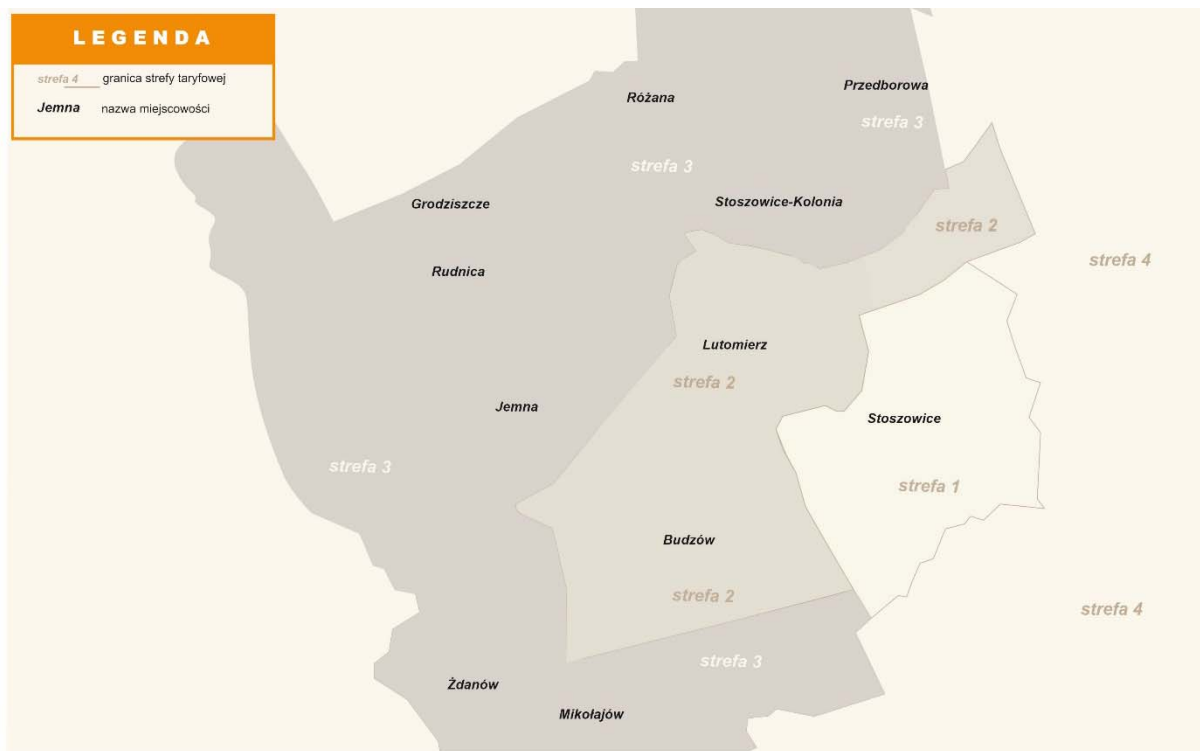 LEGENDA
strefa 4 granica strefy taryfowej
Jemna nazwa miejscowości
Przedborowa
Różana
strefa 3
strefa 3
Grodziszcze
Stoszowice-Kolonia
strefa 2
strefa 4
Rudnica
Lutomierz
strefa 2
Jemna
Stoszowice
strefa 3
strefa 1
Budzów
strefa 2
strefa 4
strefa 3
Żdanów
Mikołajów